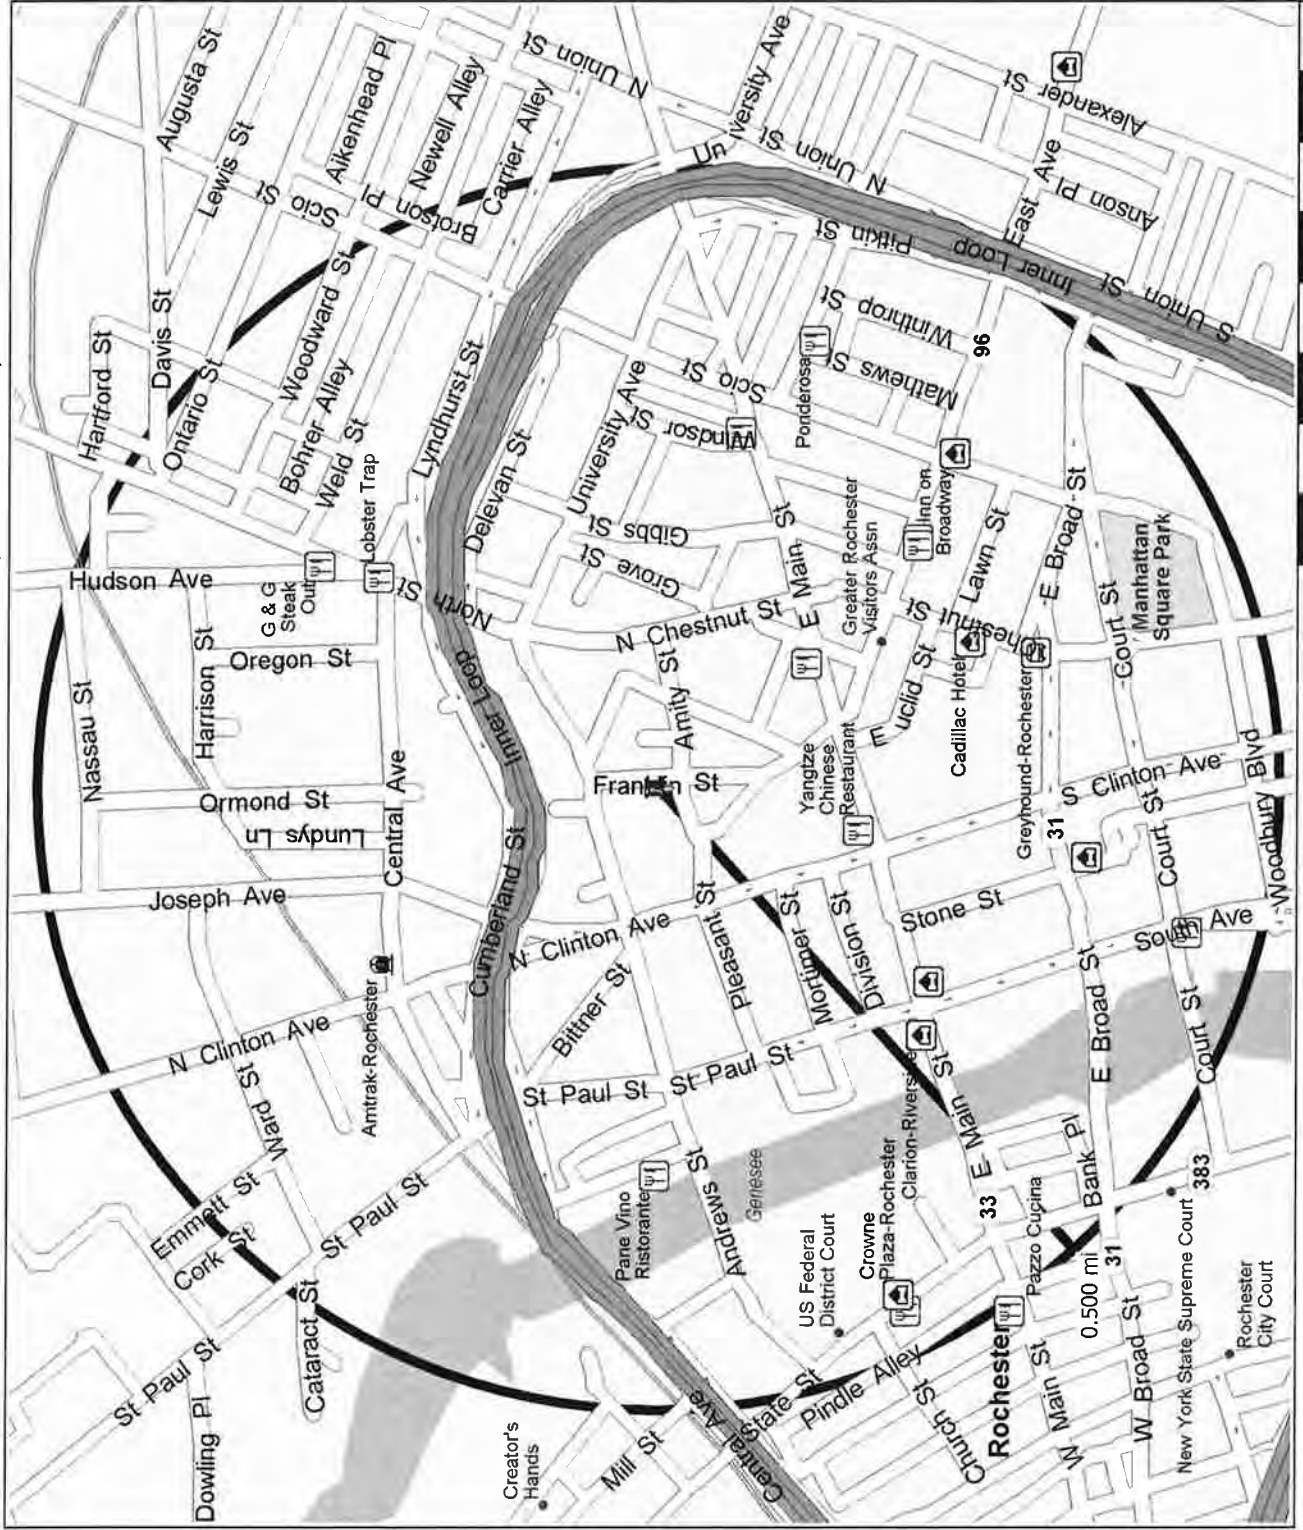 Augusta St
Lewis St
Aikenhead Pl
Newell Alley
Carrier Alley
N Union St
University Ave
N Union St
Alexander St
Scio St
Brotson Pl
East Ave
Anson Pl
Hartford St
Davis St
Ontario St
Woodward St
Bohrer Alley
Weld St
Lyndhurst St
Pitkin St
Inner Loop
S Union St
Winthrop St
Mathews St
96
Ponderosa
Scio St
Windsor St
University Ave
Delevan St
Gibbs St
Grove St
Lobster Trap
Hudson Ave
G & G
Steak
Out
North St
N Chestnut St
E Main St
Greater Rochester
Visitors Assn
Inn on
Broadway
Lawn St
E Broad St
Manhattan
Square Park
Chestnut St
Court St
Harrison St
Oregon St
Nassau St
Inner Loop
Amity St
Euclid St
Cadillac Hotel
Greyhound-Rochester
Yangtze
Chinese
Restaurant
Franklin St
Ormond St
Lundys Ln
Central Ave
Joseph Ave
Cumberland St
31
S Clinton Ave
Court St
Woodbury Blvd
N Clinton Ave
Pleasant St
Mortimer St
Division St
Stone St
South Ave
Amtrak-Rochester
N Clinton Ave
Ward St
Bittner St
St Paul St
St Paul St
E Main St
E Broad St
Court St
Emmett St
Cork St
St Paul St
Cataract St
St Paul St
Dowling Pl
Pane Vino
Ristorante
Andrews St
Genesee
US Federal
District Court
Crowne
Plaza-Rochester
Clarion-Riverside
33
Pazzo Cucina
Bank Pl
383
0.500 mi
31
New York State Supreme Court
Rochester
City Court
Creator's
Hands
Mill St
Central Ave
State St
Pindle Alley
Church St
Rochester
W Main St
W Broad St